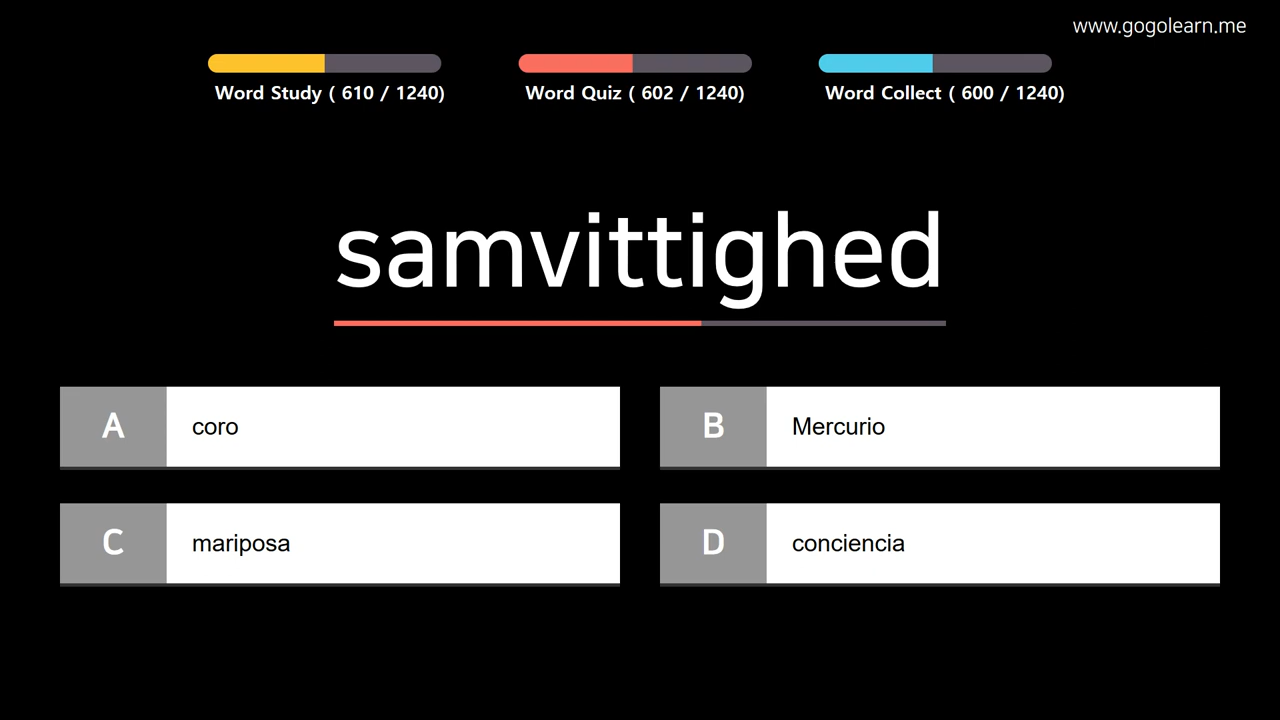 www.gogolearn.me
Word Study ( 610 / 1240)
Word Quiz ( 602 / 1240)
Word Collect ( 600 / 1240)
samvittighed
A coro
B Mercurio
C mariposa
D conciencia